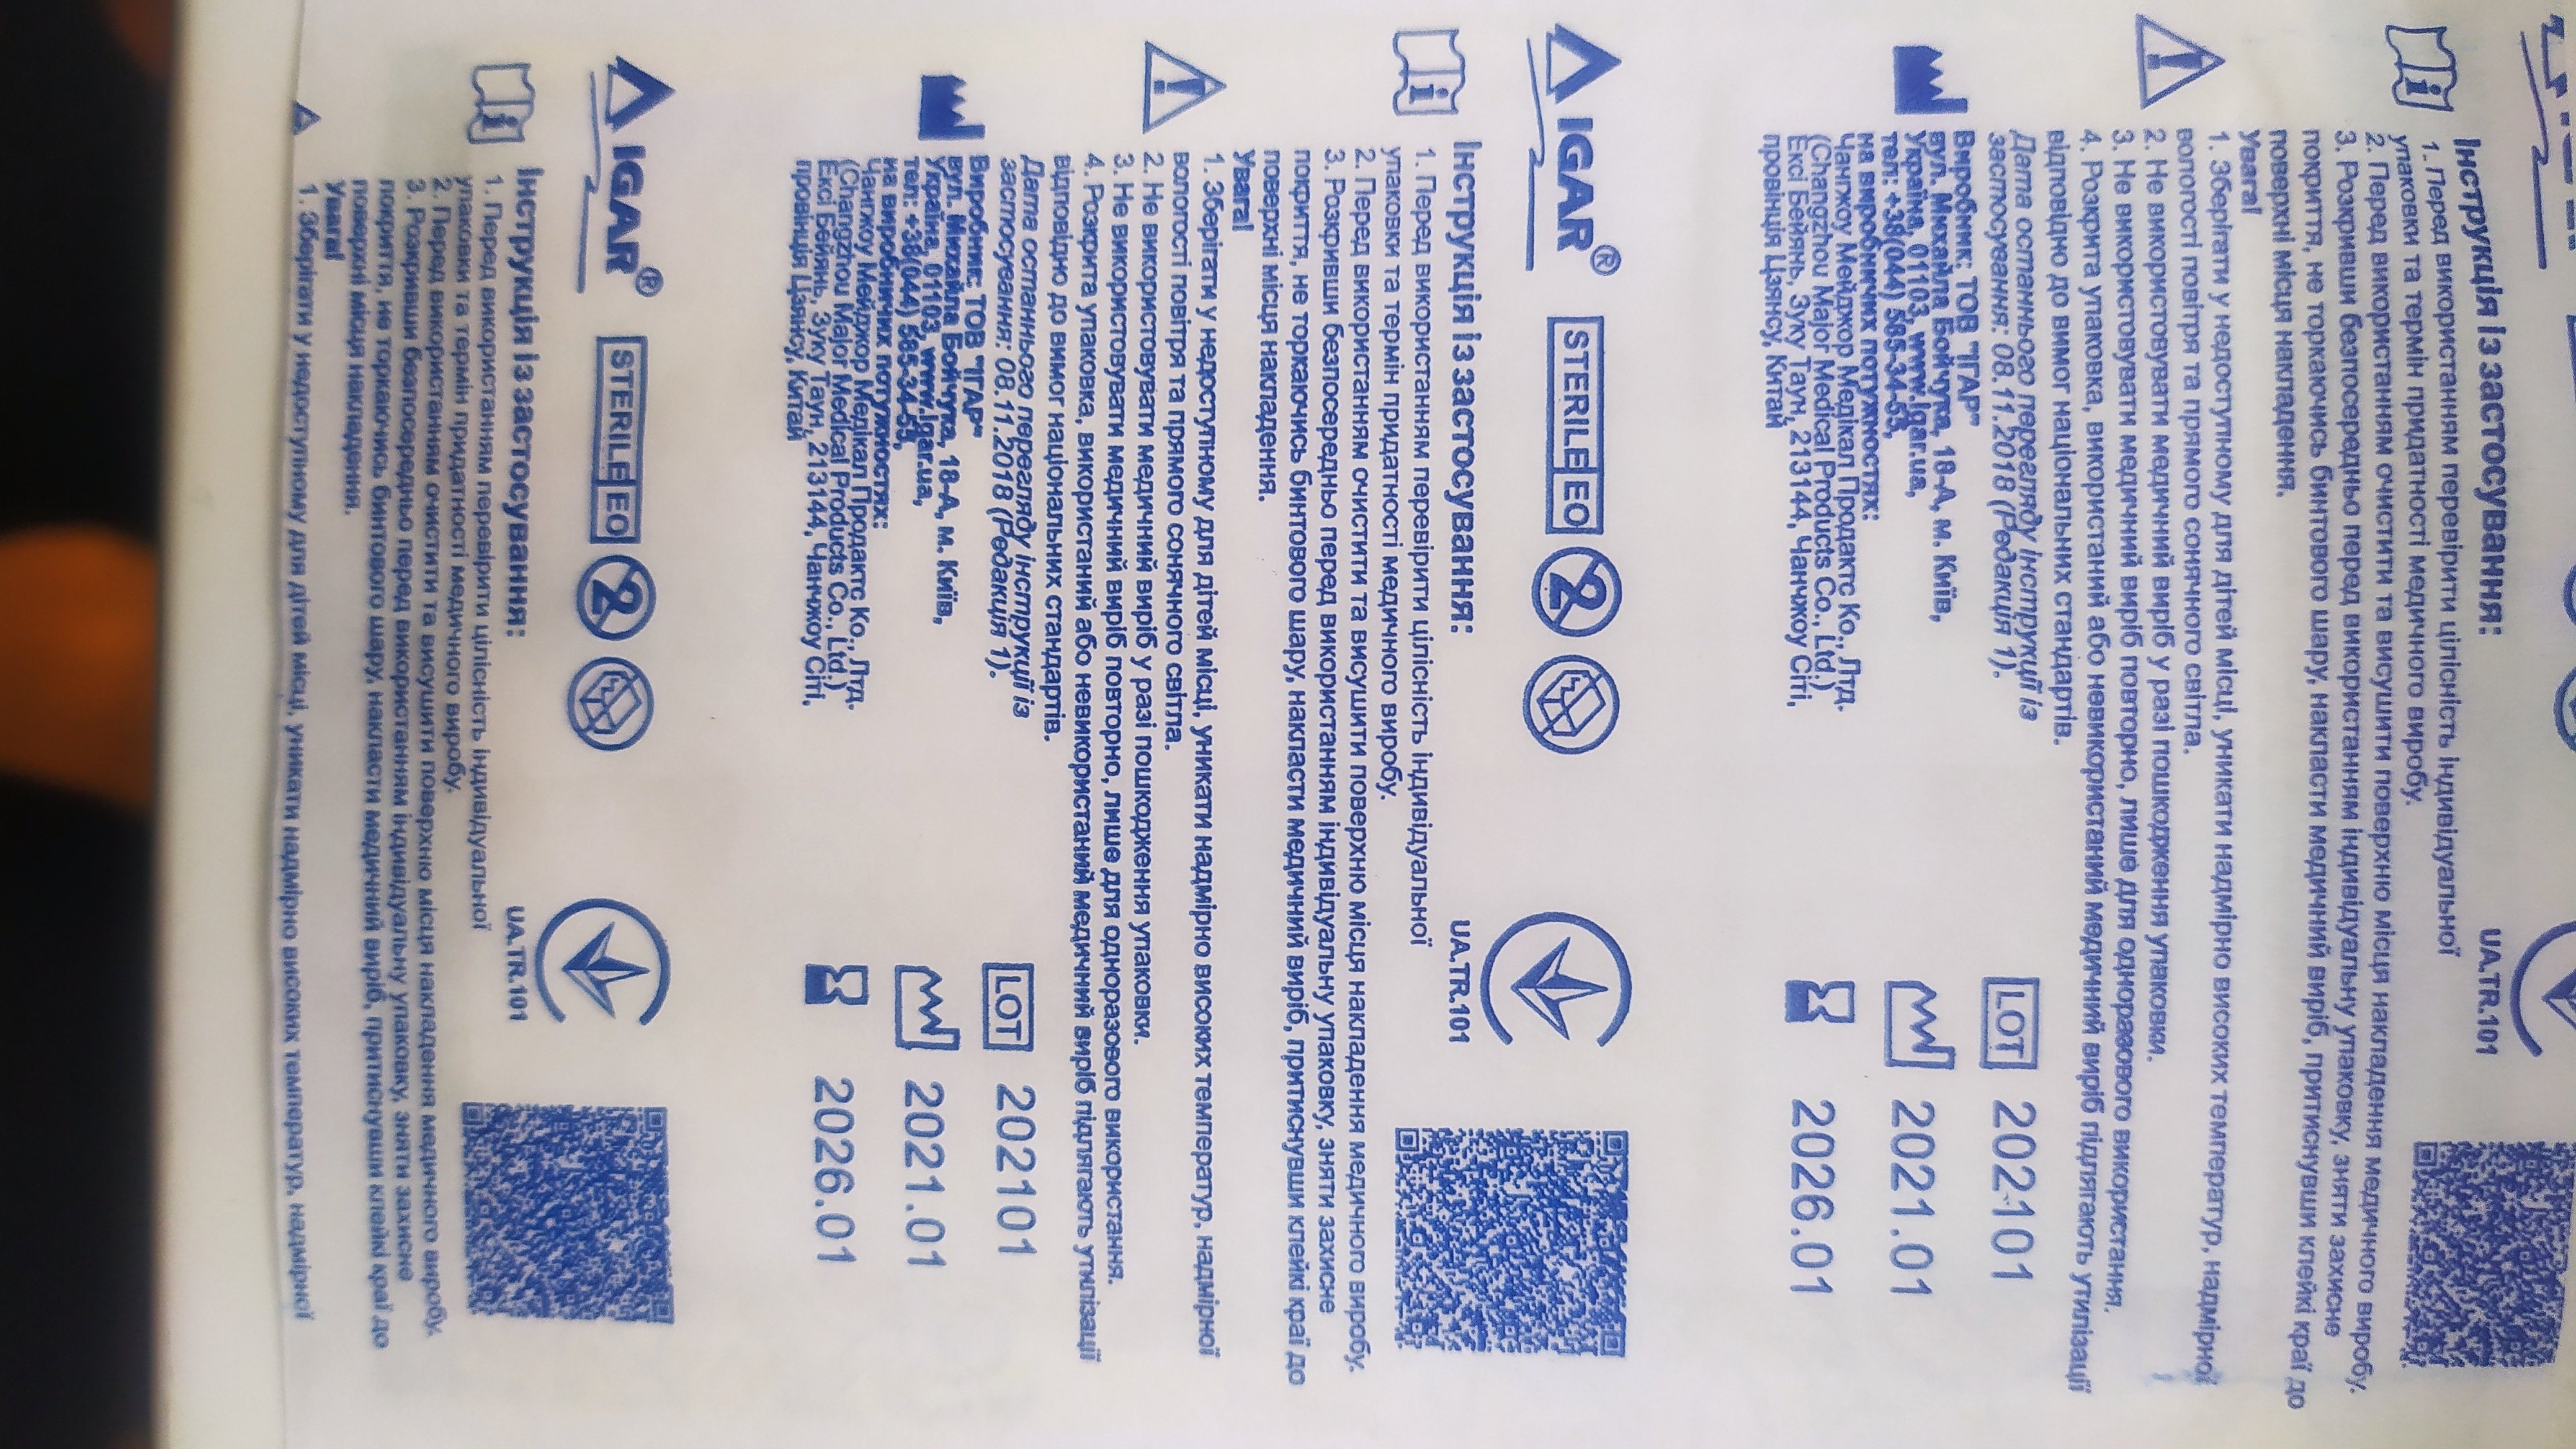 UA.TR.101
Інструкція із застосування:
1. Перед використанням перевірити цілісність індивідуальної
упаковки та термін придатності медичного виробу.
2. Перед використанням очистити та висушити поверхню місця накладення медичного виробу.
3. Розкривши безпосередньо перед використанням індивідуальну упаковку, зняти захисне
покриття, не торкаючись бинтового шару, накласти медичний виріб, притиснувши клейкі краї до
поверхні місця накладення.
Увага!
1. Зберігати у недоступному для дітей місці, уникати надмірно високих температур, надмірної
вологості повітря та прямого сонячного світла.
2. Не використовувати медичний виріб у разі пошкодження упаковки.
3. Не використовувати медичний виріб повторно, лише для одноразового використання.
4. Розкрита упаковка, використаний або невикористаний медичний виріб підлягають утилізації
відповідно до вимог національних стандартів.
Дата останнього перегляду інструкції із
застосування: 08.11.2018 (Редакція 1).
Виробник: ТОВ "ІГАР"
вул. Михайла Бойчука, 18-А, м. Київ,
Україна, 01103, www.igar.ua,
тел: +38(044) 585-34-53,
на виробничих потужностях:
Чангжоу Мейджор Медікал Продактс Ко., Лтд.
(Changzhou Major Medical Products Co., Ltd.)
Ексі Бейянь, Зуку Таун, 213144, Чанчжоу Сіті,
провінція Цзянсу, Китай
LOT 202101
2021.01
2026.01
IGAR®
STERILE EO
2
UA.TR.101
Інструкція із застосування:
1. Перед використанням перевірити цілісність індивідуальної
упаковки та термін придатності медичного виробу.
2. Перед використанням очистити та висушити поверхню місця накладення медичного виробу.
3. Розкривши безпосередньо перед використанням індивідуальну упаковку, зняти захисне
покриття, не торкаючись бинтового шару, накласти медичний виріб, притиснувши клейкі краї до
поверхні місця накладення.
Увага!
1. Зберігати у недоступному для дітей місці, уникати надмірно високих температур, надмірної
вологості повітря та прямого сонячного світла.
2. Не використовувати медичний виріб у разі пошкодження упаковки.
3. Не використовувати медичний виріб повторно, лише для одноразового використання.
4. Розкрита упаковка, використаний або невикористаний медичний виріб підлягають утилізації
відповідно до вимог національних стандартів.
Дата останнього перегляду інструкції із
застосування: 08.11.2018 (Редакція 1).
Виробник: ТОВ "ІГАР"
вул. Михайла Бойчука, 18-А, м. Київ,
Україна, 01103, www.igar.ua,
тел: +38(044) 585-34-53,
на виробничих потужностях:
Чангжоу Мейджор Медікал Продактс Ко., Лтд.
(Changzhou Major Medical Products Co., Ltd.)
Ексі Бейянь, Зуку Таун, 213144, Чанчжоу Сіті,
провінція Цзянсу, Китай
LOT 202101
2021.01
2026.01
IGAR®
STERILE EO
2
UA.TR.101
Інструкція із застосування:
1. Перед використанням перевірити цілісність індивідуальної
упаковки та термін придатності медичного виробу.
2. Перед використанням очистити та висушити поверхню місця накладення медичного виробу.
3. Розкривши безпосередньо перед використанням індивідуальну упаковку, зняти захисне
покриття, не торкаючись бинтового шару, накласти медичний виріб, притиснувши клейкі краї до
поверхні місця накладення.
Увага!
1. Зберігати у недоступному для дітей місці, уникати надмірно високих температур, надмірної